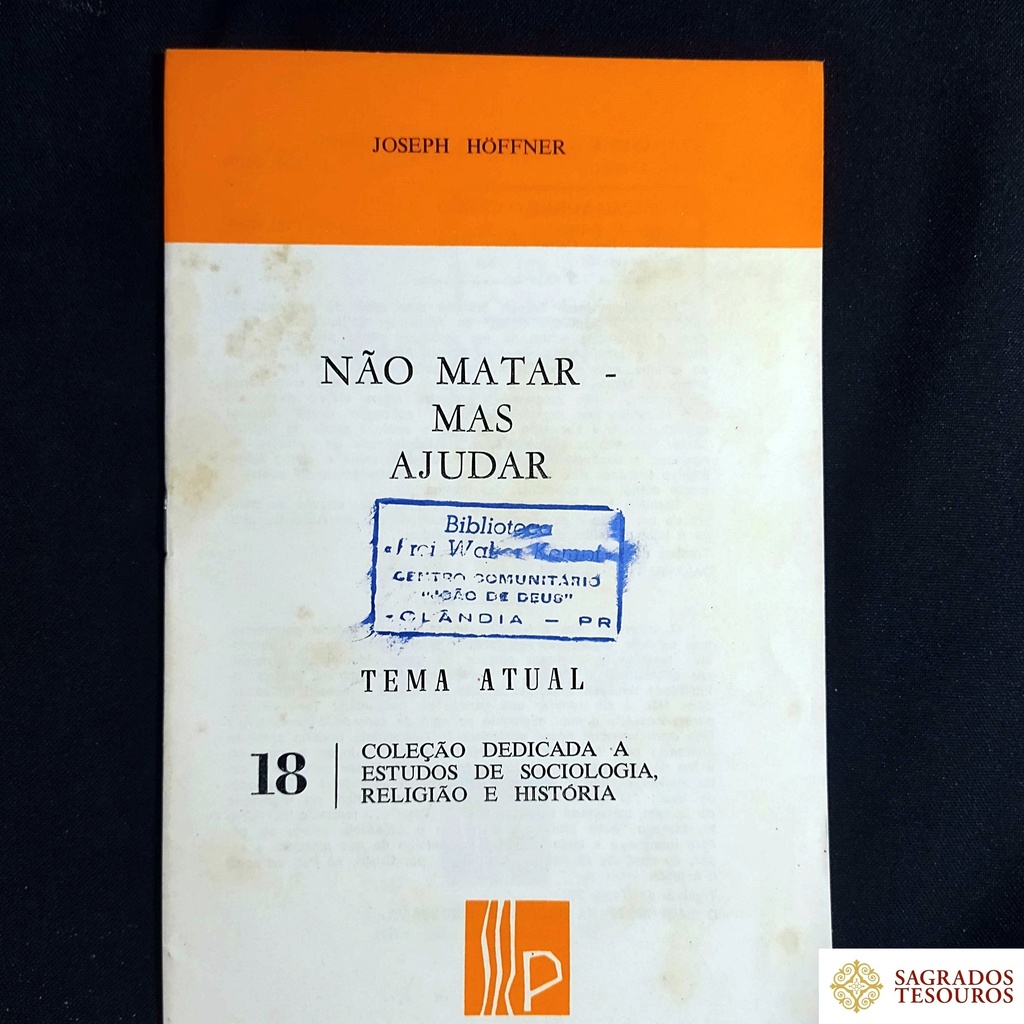 JOSEPH HÖFFNER
NÃO MATAR -
MAS
AJUDAR
Biblioteca
Frei
CENTRO COMUNITÁRIO
"JOÃO DE DEUS"
- PR
TEMA ATUAL
18
COLEÇÃO DEDICADA A
ESTUDOS DE SOCIOLOGIA,
RELIGIÃO E HISTÓRIA
P
SAGRADOS
TESOUROS